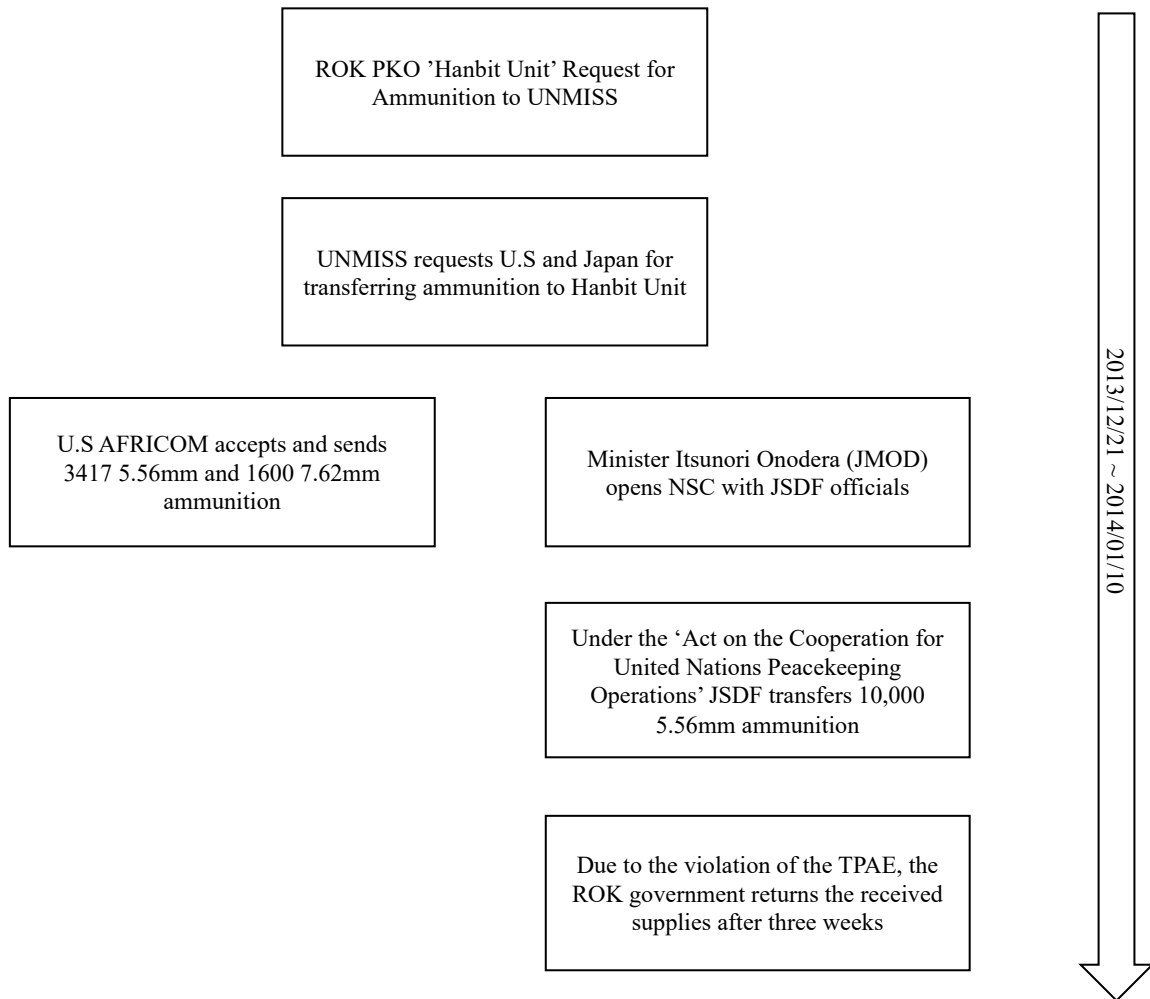 ROK PKO ’Hanbit Unit’ Request for
Ammunition to UNMISS
UNMISS requests U.S and Japan for
transferring ammunition to Hanbit Unit
U.S AFRICOM accepts and sends
3417 5.56mm and 1600 7.62mm
ammunition
Minister Itsunori Onodera (JMOD)
opens NSC with JSDF officials
Under the ‘Act on the Cooperation for
United Nations Peacekeeping
Operations’ JSDF transfers 10,000
5.56mm ammunition
Due to the violation of the TPAE, the
ROK government returns the received
supplies after three weeks
2013/12/21 ~ 2014/01/10